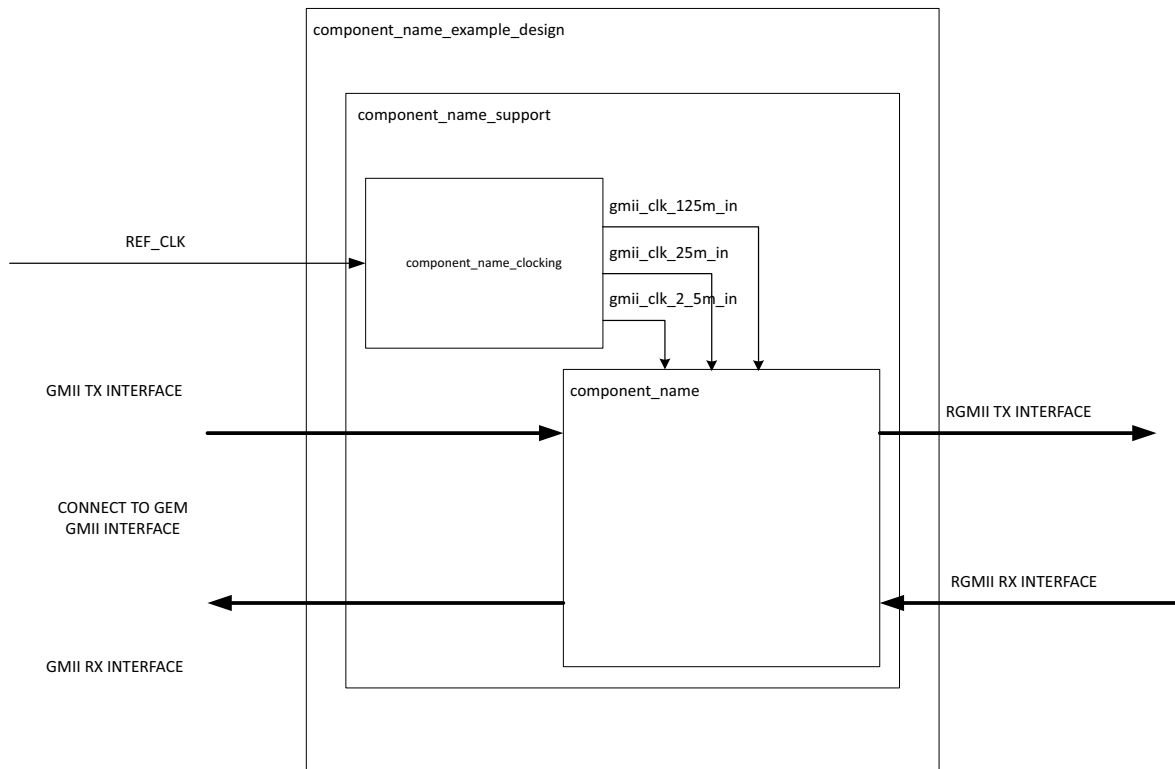 component_name_example_design
component_name_support
gmii_clk_125m_in
REF_CLK
gmii_clk_25m_in
component_name_clocking
gmii_clk_2_5m_in
GMII TX INTERFACE
component_name
RGMII TX INTERFACE
CONNECT TO GEM
GMII INTERFACE
RGMII RX INTERFACE
GMII RX INTERFACE